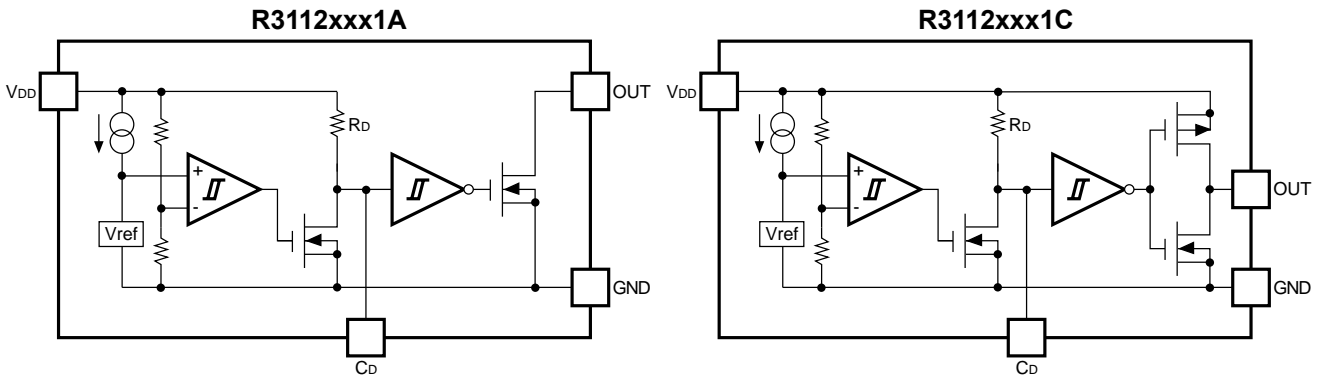 R3112xxx1A
VDD
OUT
RD
+
-
Vref
GND
CD
R3112xxx1C
VDD
RD
+
-
OUT
Vref
GND
CD